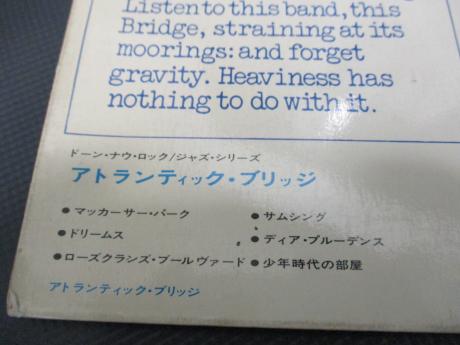 Listen to this band, this
Bridge, straining at its
moorings: and forget
gravity. Heaviness has
nothing to do with it.
ドーン・ナウ・ロック/ジャズ・シリーズ
アトランティック・ブリッジ
●マッカーサー・パーク
●ドリームス
●ローズクランズ・ブールヴァード
●サムシング
●ディア・プルーデンス
●少年時代の部屋
アトランティック・ブリッジ